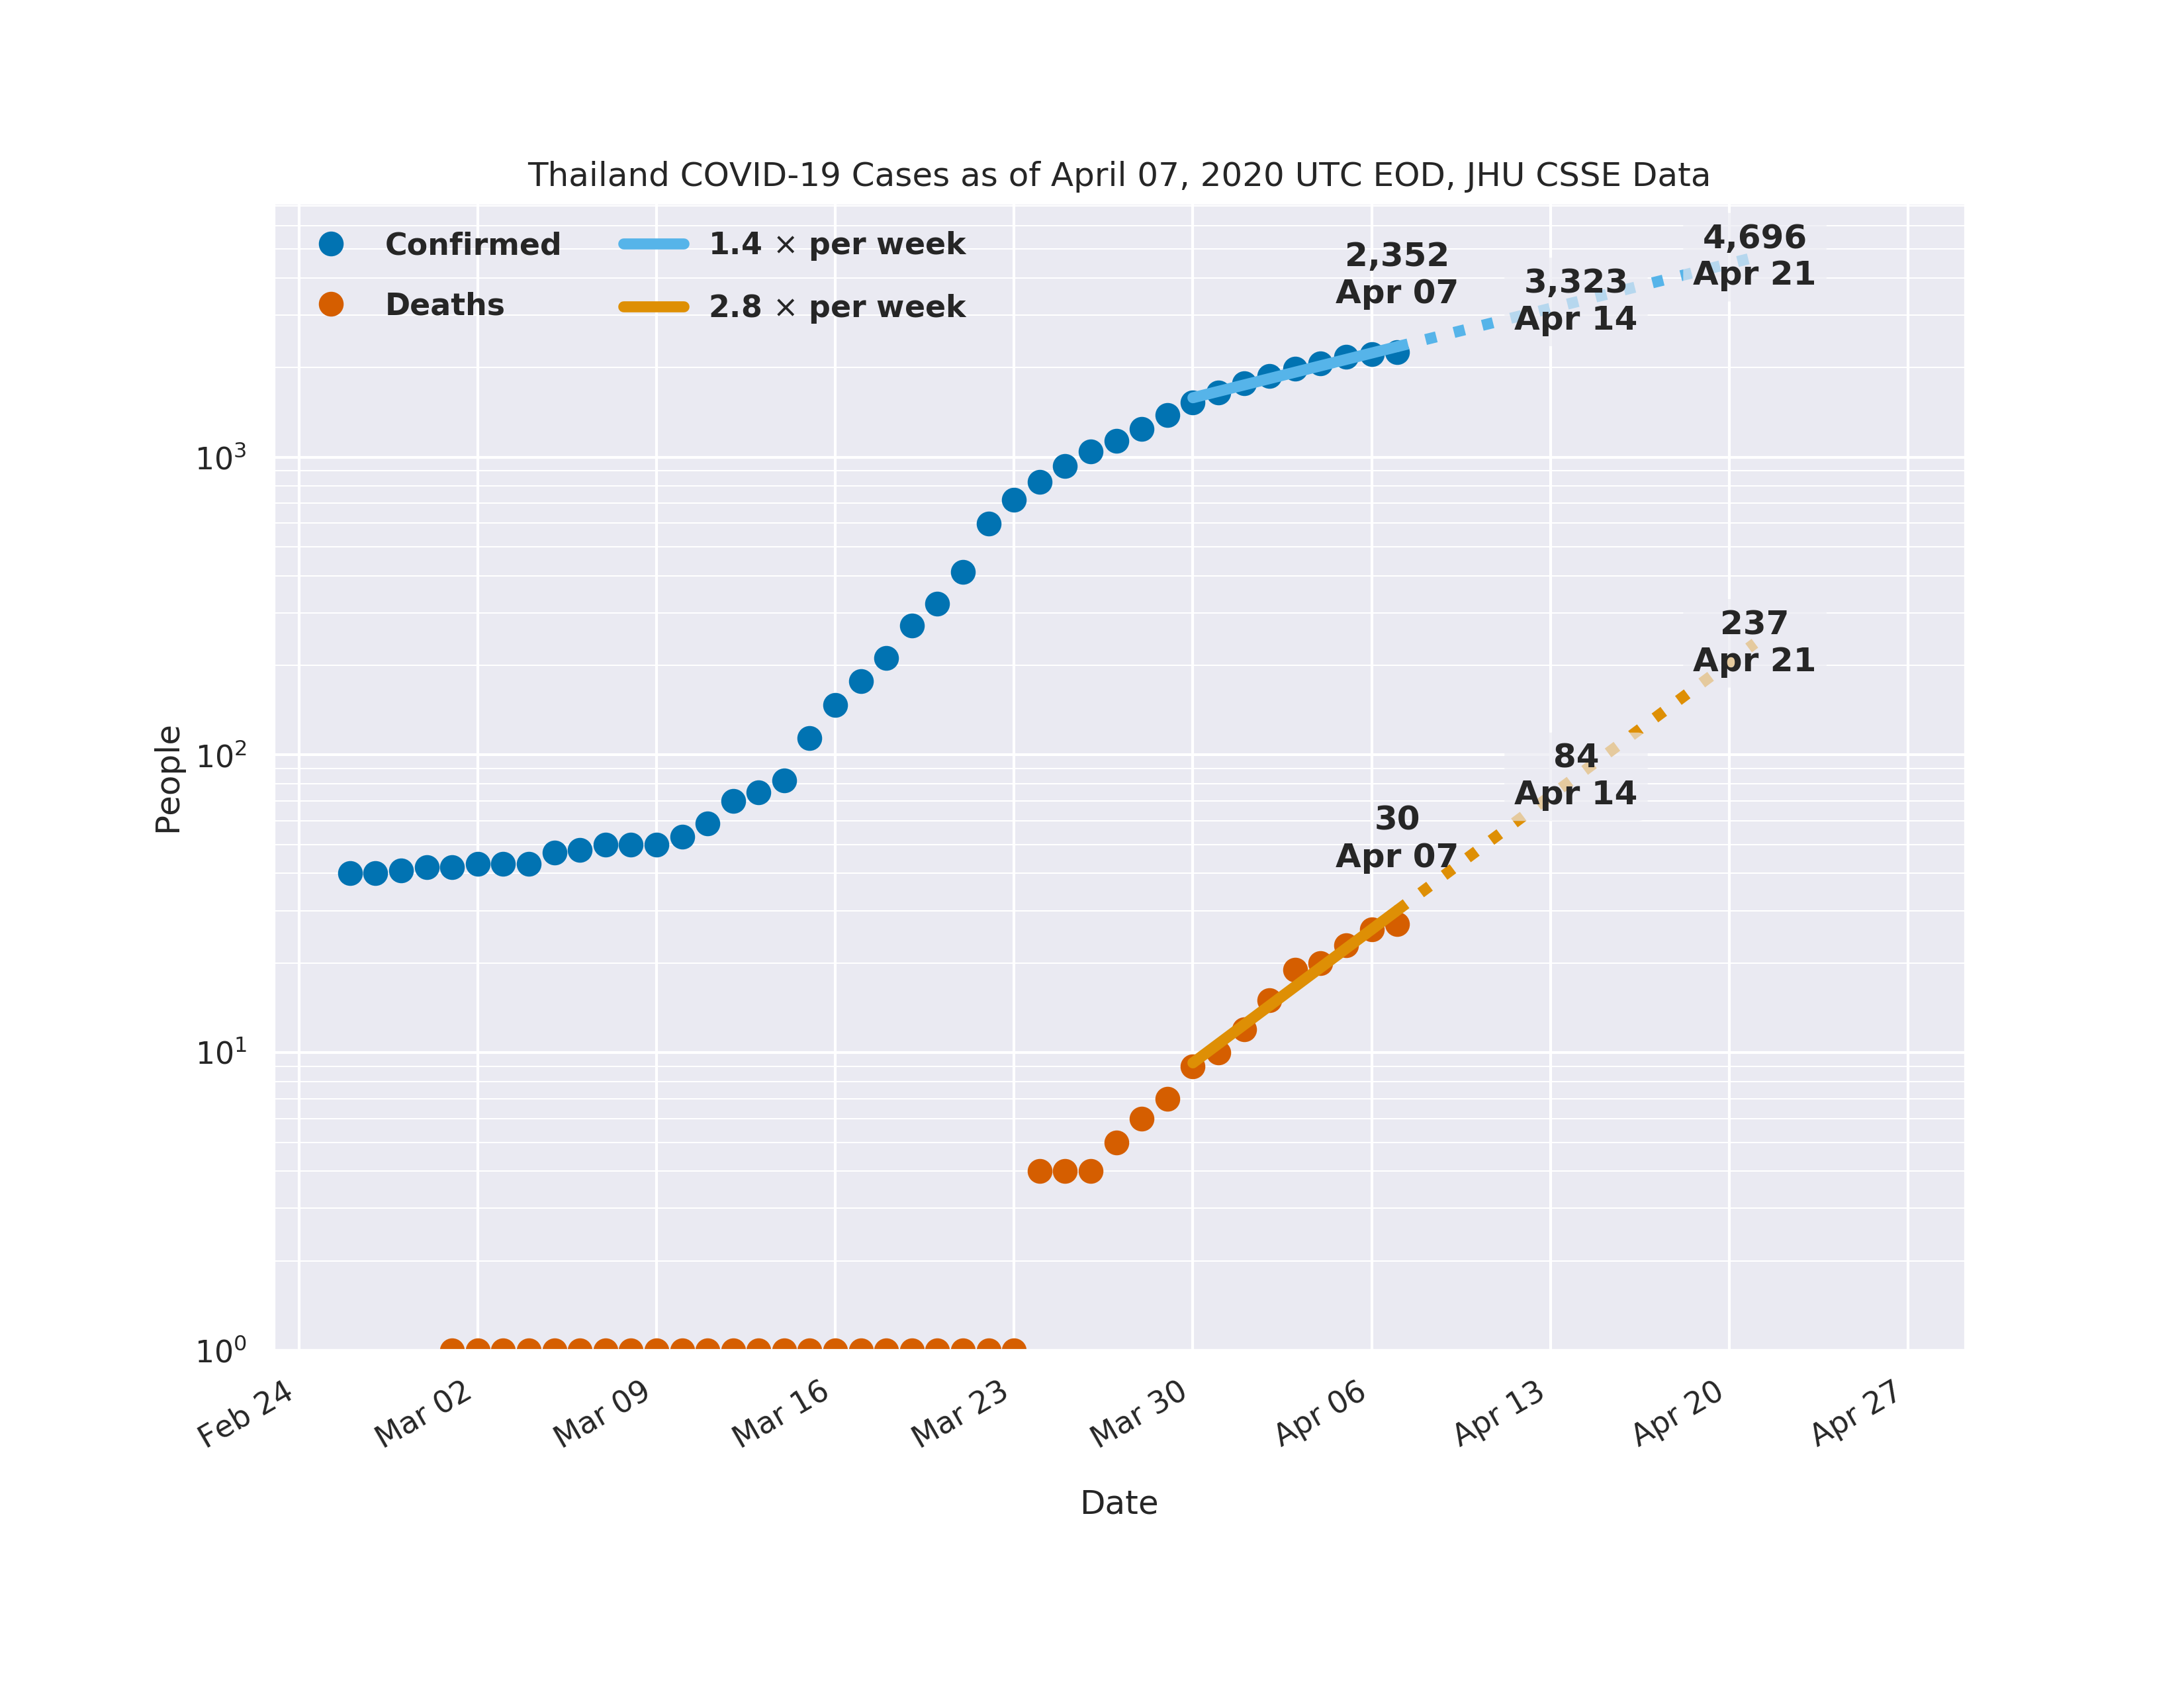 Thailand COVID-19 Cases as of April 07, 2020 UTC EOD, JHU CSSE Data
Confirmed
Deaths
1.4 × per week
2.8 × per week
2,352
Apr 07
3,323
Apr 14
4,696
Apr 21
237
Apr 21
84
Apr 14
30
Apr 07
People
10³
10²
10¹
10⁰
Feb 24
Mar 02
Mar 09
Mar 16
Mar 23
Mar 30
Apr 06
Apr 13
Apr 20
Apr 27
Date